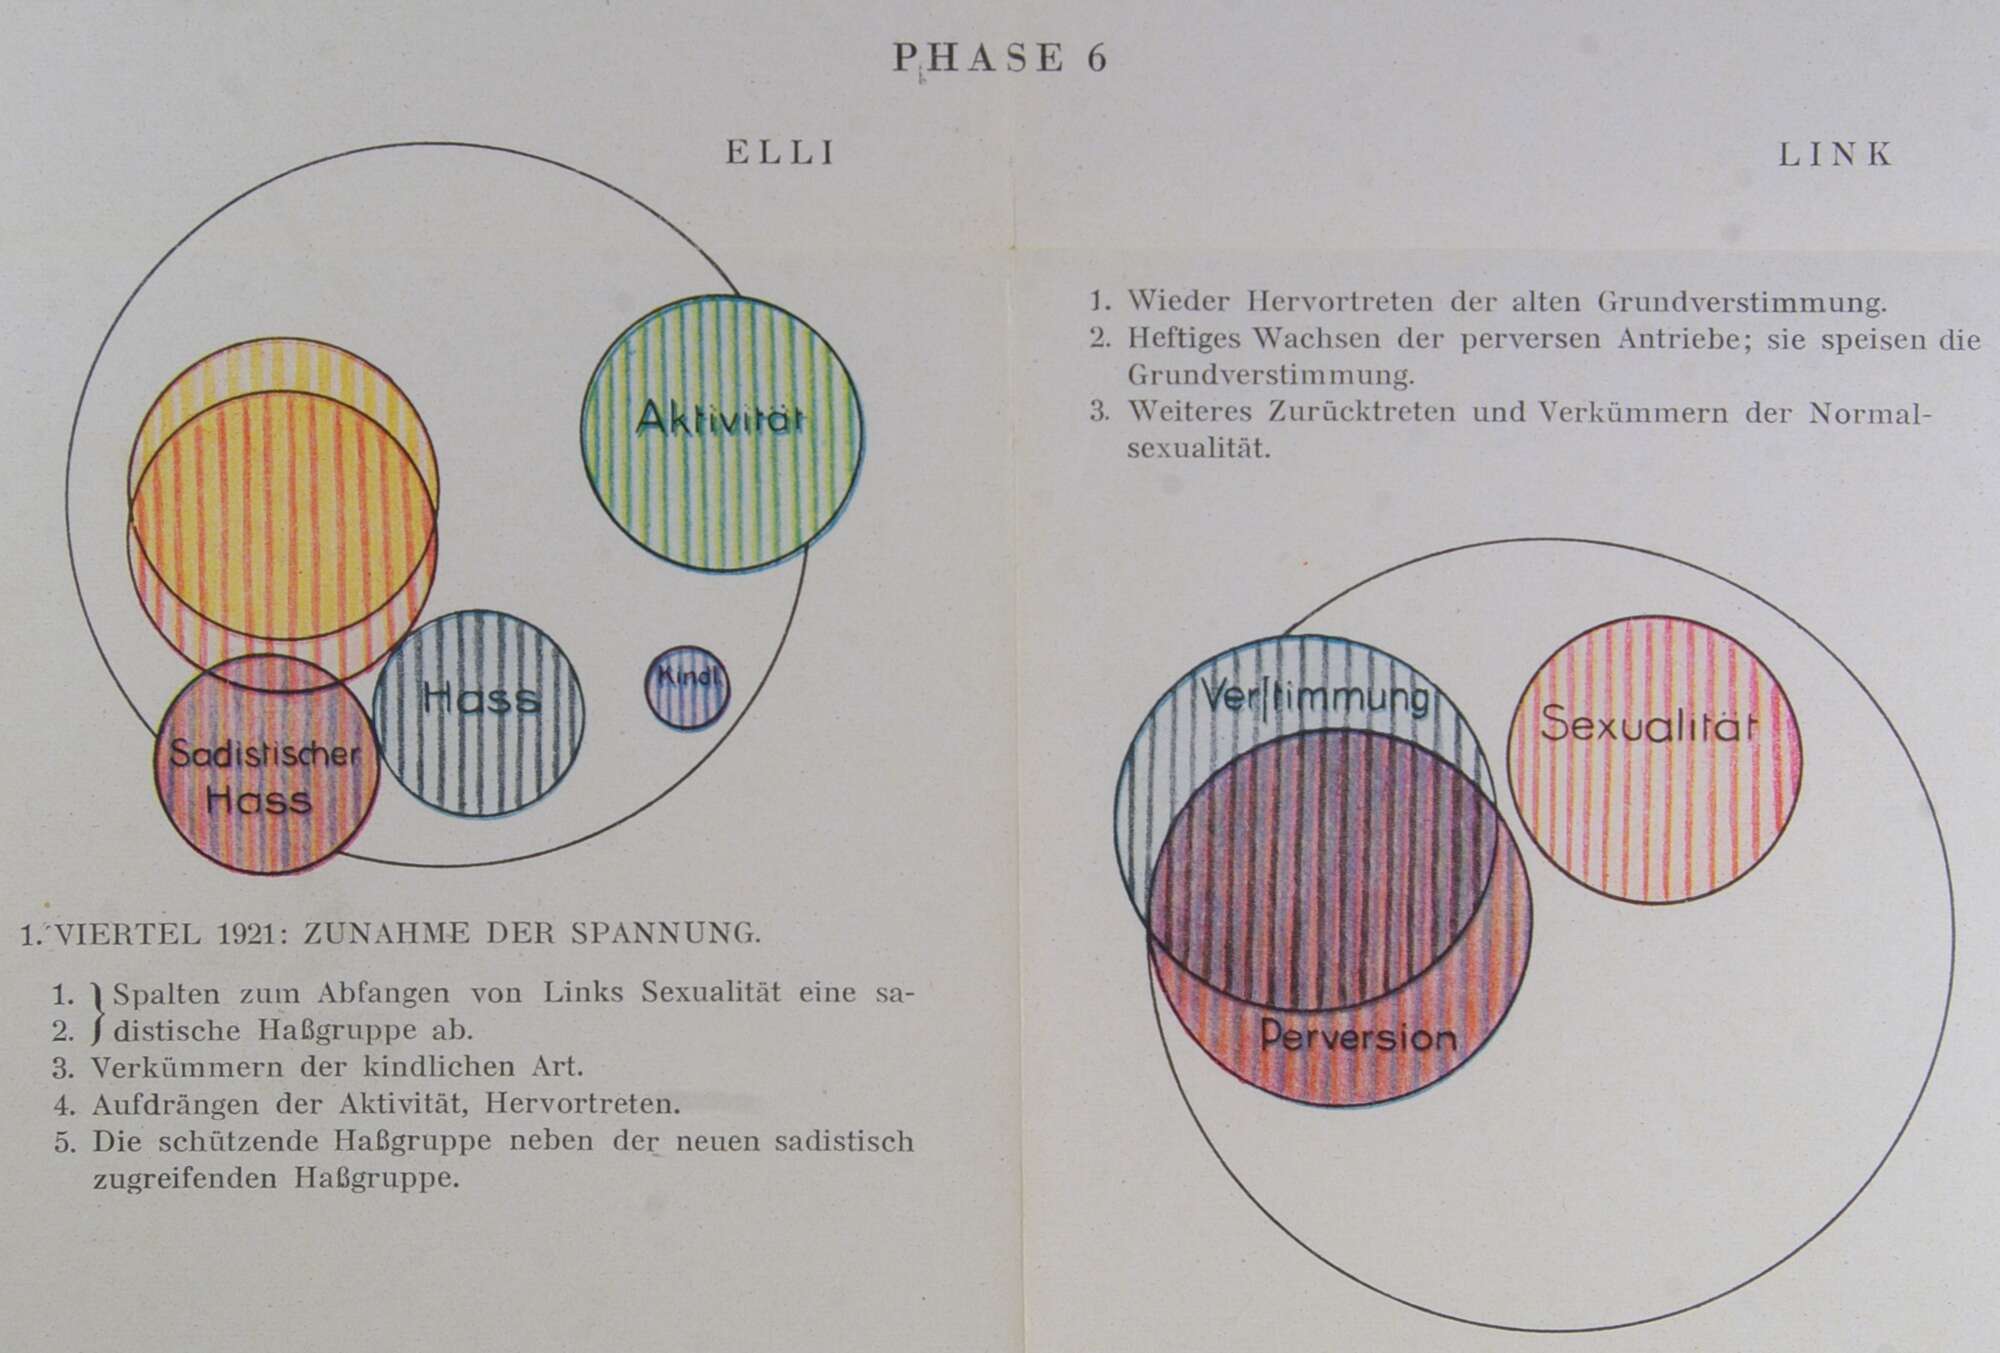 PHASE 6
ELLI
Aktivität
Hass
Kindl
Sadistischer
Hass
1. VIERTEL 1921: ZUNAHME DER SPANNUNG.
1. } Spalten zum Abfangen von Links Sexualität eine sa-
2. } distische Haßgruppe ab.
3. Verkümmern der kindlichen Art.
4. Aufdrängen der Aktivität, Hervortreten.
5. Die schützende Haßgruppe neben der neuen sadistisch
zugreifenden Haßgruppe.
LINK
1. Wieder Hervortreten der alten Grundverstimmung.
2. Heftiges Wachsen der perversen Antriebe; sie speisen die
Grundverstimmung.
3. Weiteres Zurücktreten und Verkümmern der Normal-
sexualität.
Verſtimmung
Sexualität
Perversion